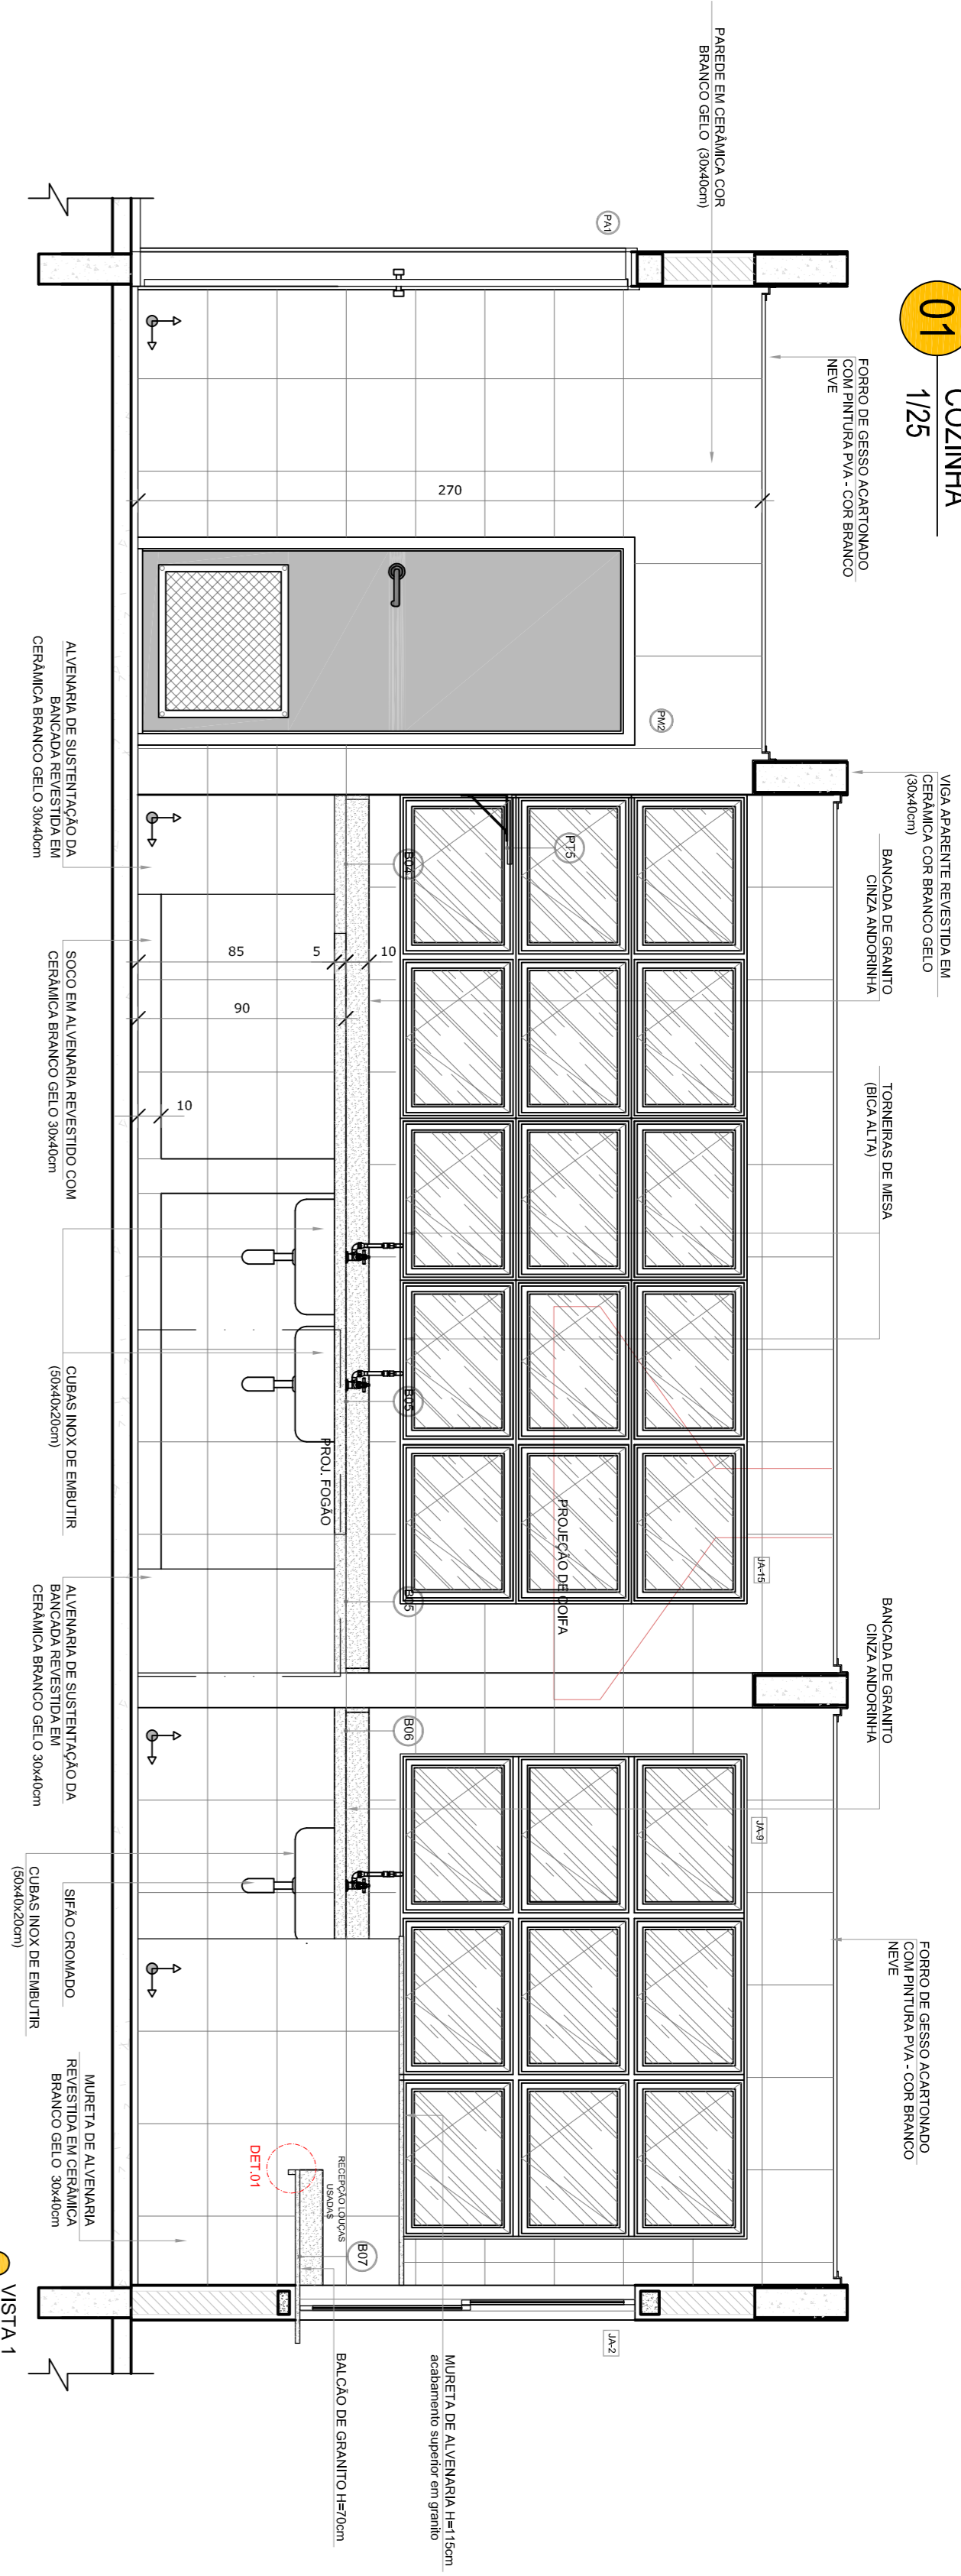 01
COZINHA
1/25
PAREDE EM CERÂMICA COR
BRANCO GELO (30x40cm)
FORRO DE GESSO ACARTONADO
COM PINTURA PVA - COR BRANCO
NEVE
VIGA APARENTE REVESTIDA EM
CERÂMICA COR BRANCO GELO
(30x40cm)
BANCADA DE GRANITO
CINZA ANDORINHA
TORNEIRAS DE MESA
(BICA ALTA)
BANCADA DE GRANITO
CINZA ANDORINHA
FORRO DE GESSO ACARTONADO
COM PINTURA PVA - COR BRANCO
NEVE
PA1
PM2
JA-15
JA-9
JA-2
270
PT5
PROJEÇÃO DE COIFA
B04
B05
B05
B06
B07
10
5
85
90
10
PROJ. FOGÃO
RECEPÇÃO LOUÇAS
USADAS
DET.01
MURETA DE ALVENARIA H=115cm
acabamento superior em granito
BALCÃO DE GRANITO H=70cm
ALVENARIA DE SUSTENTAÇÃO DA
BANCADA REVESTIDA EM
CERÂMICA BRANCO GELO 30x40cm
SOCO EM ALVENARIA REVESTIDO COM
CERÂMICA BRANCO GELO 30x40cm
CUBAS INOX DE EMBUTIR
(50x40x20cm)
ALVENARIA DE SUSTENTAÇÃO DA
BANCADA REVESTIDA EM
CERÂMICA BRANCO GELO 30x40cm
SIFÃO CROMADO
CUBAS INOX DE EMBUTIR
(50x40x20cm)
MURETA DE ALVENARIA
REVESTIDA EM CERÂMICA
BRANCO GELO 30x40cm
VISTA 1